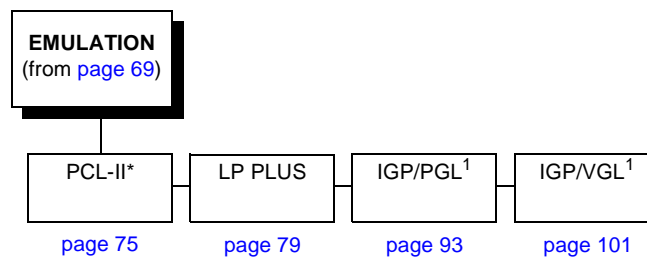 EMULATION
(from page 69)
PCL-II*
LP PLUS
IGP/PGL1
IGP/VGL1
page 75
page 79
page 93
page 101